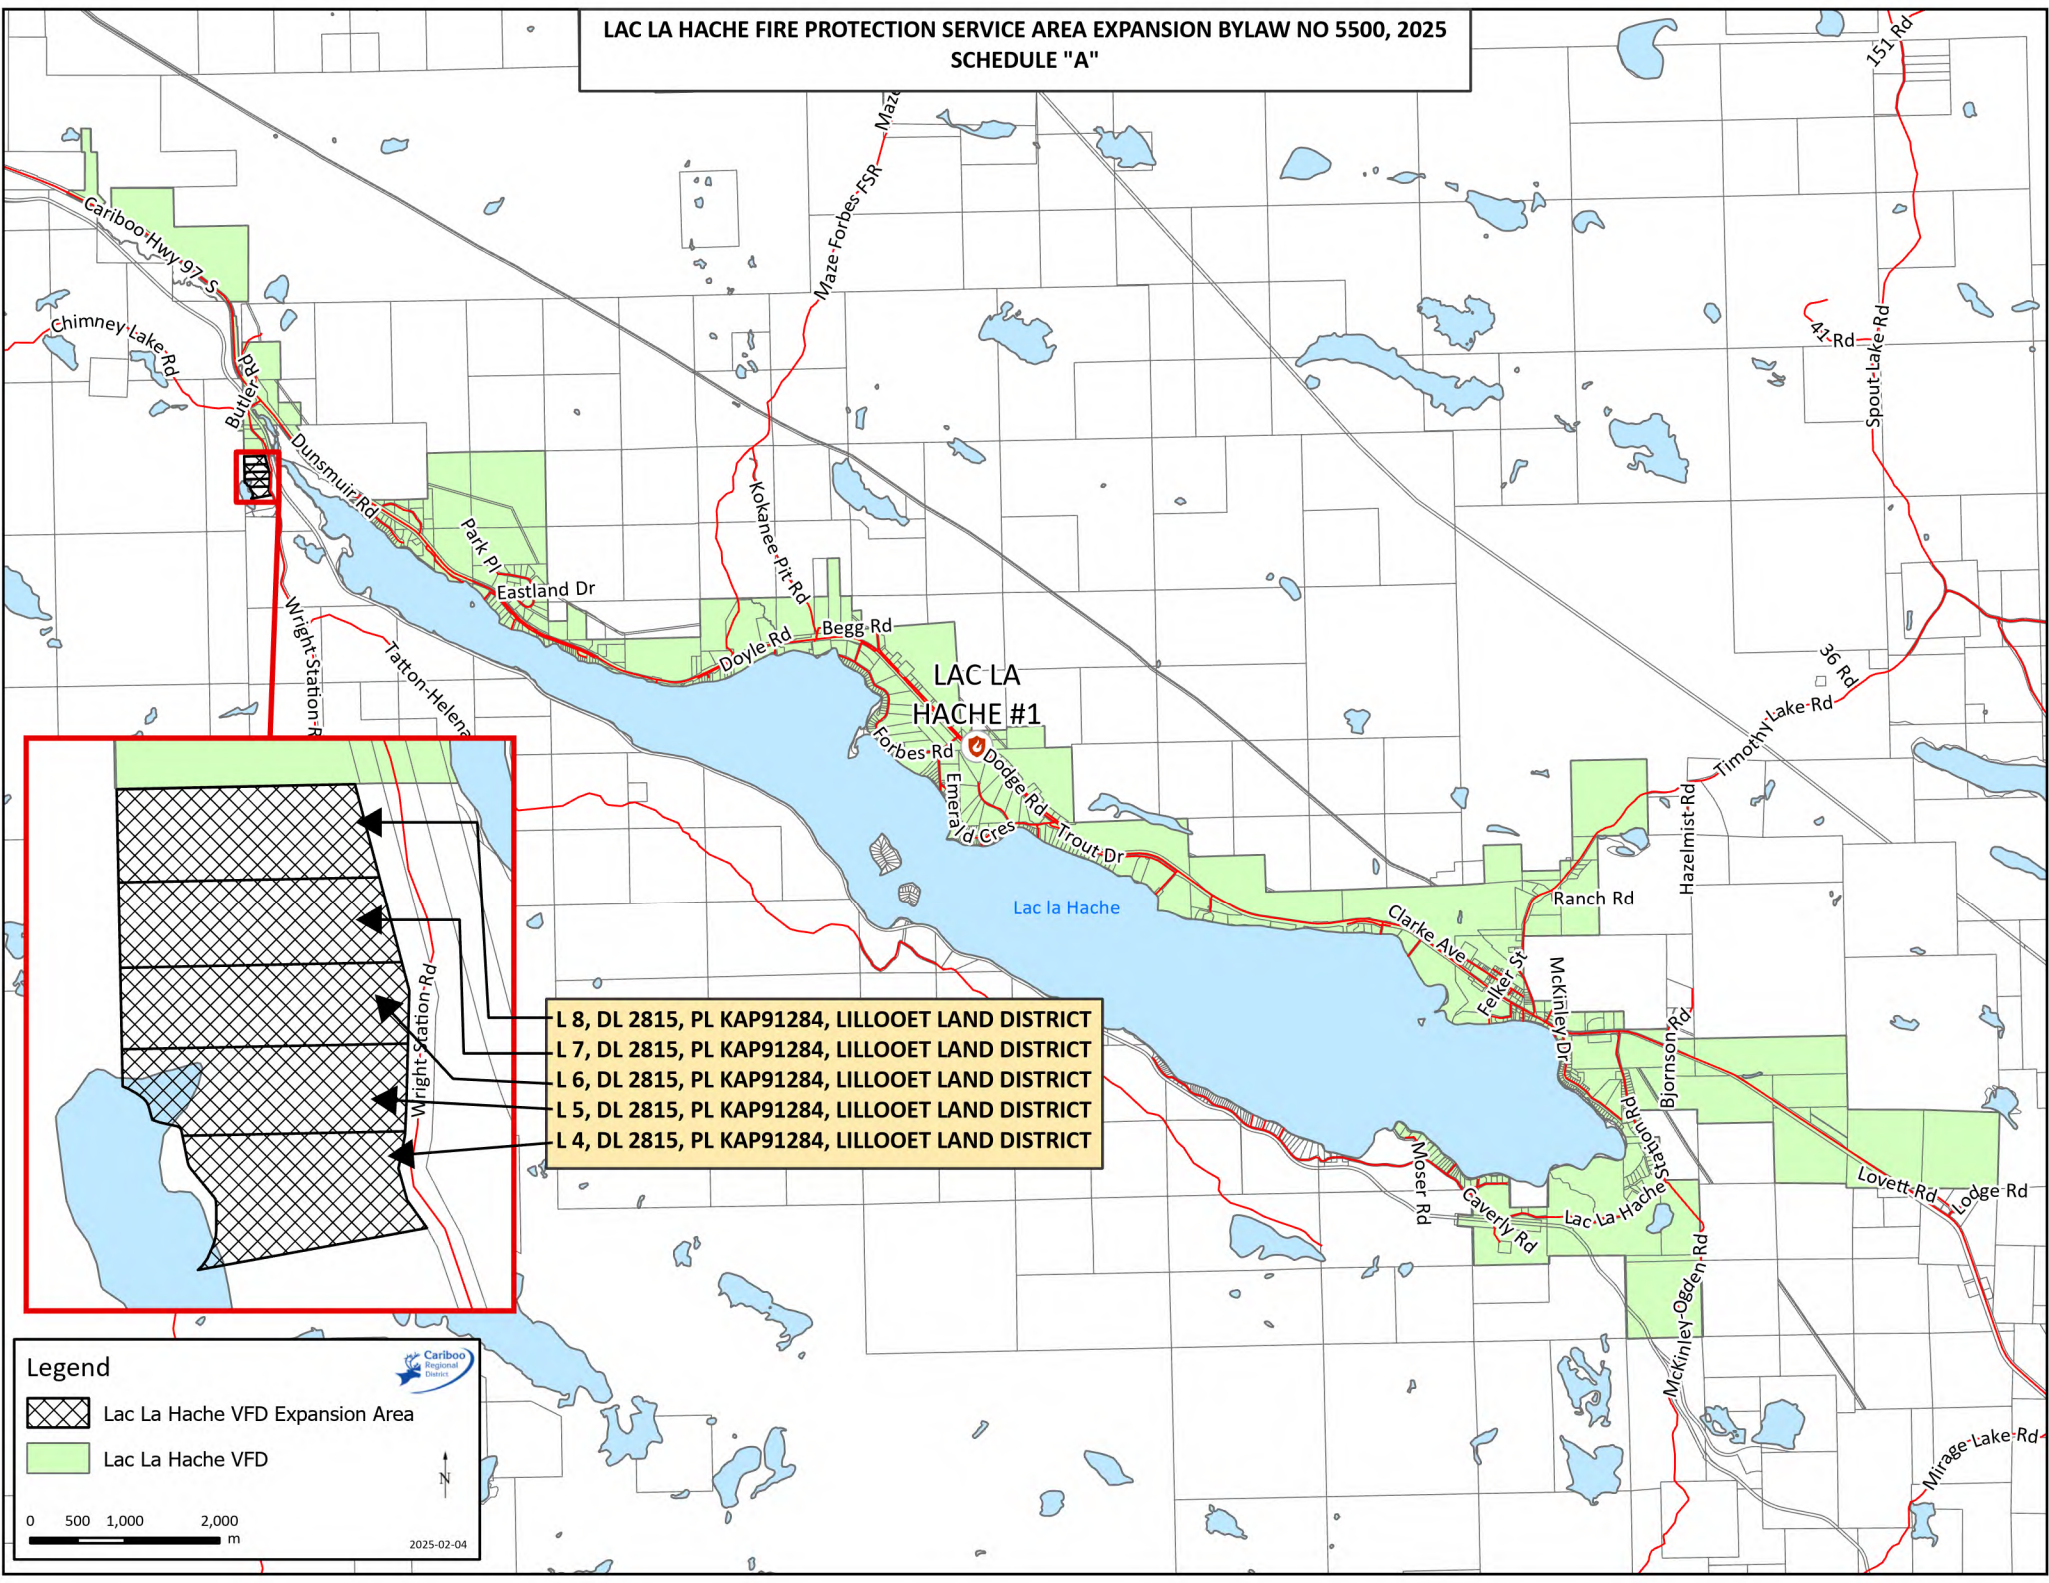 LAC LA HACHE FIRE PROTECTION SERVICE AREA EXPANSION BYLAW NO 5500, 2025
SCHEDULE "A"
151 Rd
Maze
Maze-Forbes-FSR
Cariboo Hwy-97-S
Chimney Lake-Rd
Butler Rd
41-Rd
Spout-Lake-Rd
Dunsmuir-Rd
Park Pl
Eastland Dr
Kokanee-Pit-Rd
Begg Rd
Doyle Rd
Wright-Station-R
Tatton-Helena
36 Rd
Timothy Lake-Rd
LAC LA
HACHE #1
Forbes Rd
Dodge Rd
Emerald Cres
Trout Dr
Hazelmist-Rd
Ranch Rd
Lac la Hache
Clarke Ave
Felker St
McKinley Dr
Bjornson Rd
Wright-Station-Rd
L 8, DL 2815, PL KAP91284, LILLOOET LAND DISTRICT
L 7, DL 2815, PL KAP91284, LILLOOET LAND DISTRICT
L 6, DL 2815, PL KAP91284, LILLOOET LAND DISTRICT
L 5, DL 2815, PL KAP91284, LILLOOET LAND DISTRICT
L 4, DL 2815, PL KAP91284, LILLOOET LAND DISTRICT
Moser Rd
Caverly Rd
Lac La-Hache Station-Rd
Lovett Rd
Lodge Rd
McKinley-Ogden-Rd
Mirage-Lake-Rd
Legend
Cariboo
Regional
District
Lac La Hache VFD Expansion Area
Lac La Hache VFD
N
0 500 1,000 2,000
m
2025-02-04